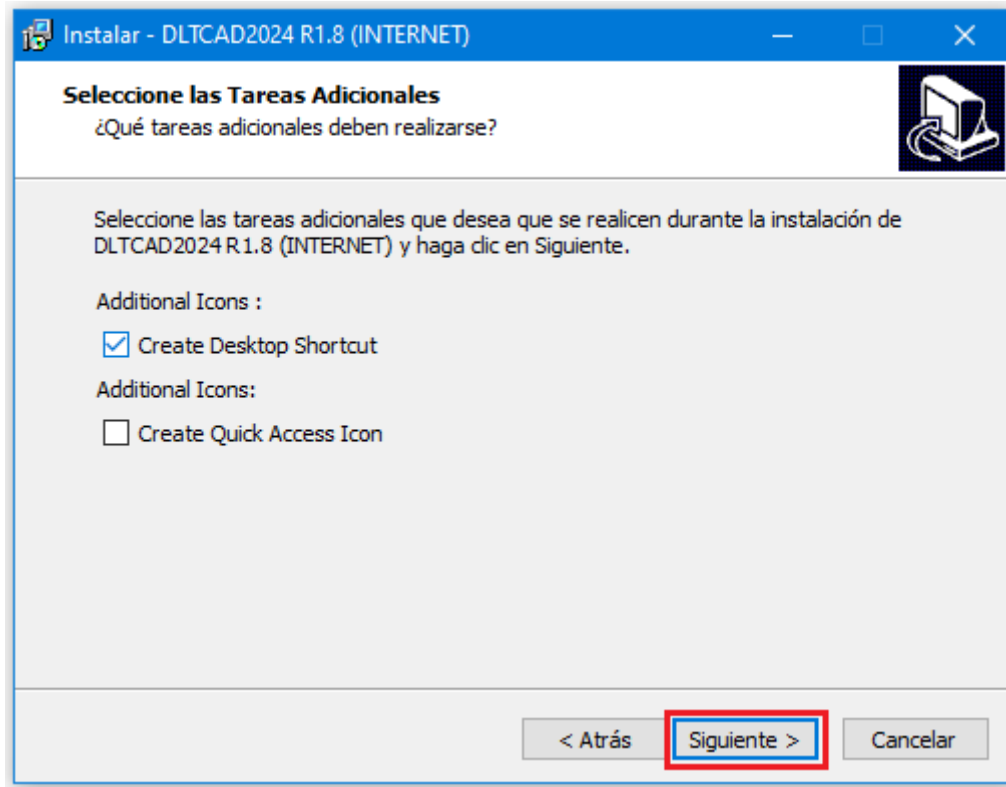 Instalar - DLTCAD2024 R1.8 (INTERNET)
Seleccione las Tareas Adicionales
¿Qué tareas adicionales deben realizarse?
Seleccione las tareas adicionales que desea que se realicen durante la instalación de
DLTCAD2024 R1.8 (INTERNET) y haga clic en Siguiente.
Additional Icons :
Create Desktop Shortcut
Additional Icons:
Create Quick Access Icon
< Atrás
Siguiente >
Cancelar